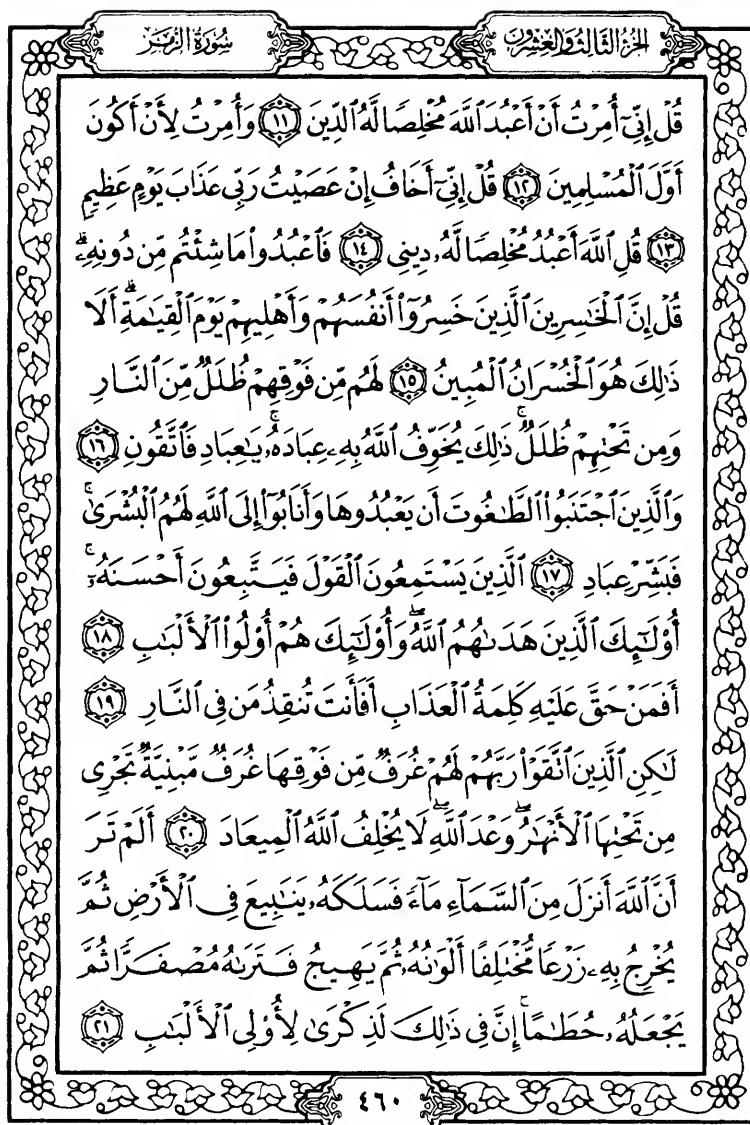 الجزء الثالث والعشرون
سورة الزمر
قُلْ إِنِّىٓ أُمِرْتُ أَنْ أَعْبُدَ ٱللَّهَ مُخْلِصًا لَّهُ ٱلدِّينَ ١١ وَأُمِرْتُ لِأَنْ أَكُونَ
أَوَّلَ ٱلْمُسْلِمِينَ ١٢ قُلْ إِنِّىٓ أَخَافُ إِنْ عَصَيْتُ رَبِّى عَذَابَ يَوْمٍ عَظِيمٍ
١٣ قُلِ ٱللَّهَ أَعْبُدُ مُخْلِصًا لَّهُۥ دِينِى ١٤ فَٱعْبُدُوا۟ مَا شِئْتُم مِّن دُونِهِۦ ۗ
قُلْ إِنَّ ٱلْخَـٰسِرِينَ ٱلَّذِينَ خَسِرُوٓا۟ أَنفُسَهُمْ وَأَهْلِيهِمْ يَوْمَ ٱلْقِيَـٰمَةِ ۗ أَلَا
ذَٰلِكَ هُوَ ٱلْخُسْرَانُ ٱلْمُبِينُ ١٥ لَهُم مِّن فَوْقِهِمْ ظُلَلٌ مِّنَ ٱلنَّارِ
وَمِن تَحْتِهِمْ ظُلَلٌ ۚ ذَٰلِكَ يُخَوِّفُ ٱللَّهُ بِهِۦ عِبَادَهُۥ ۚ يَـٰعِبَادِ فَٱتَّقُونِ ١٦
وَٱلَّذِينَ ٱجْتَنَبُوا۟ ٱلطَّـٰغُوتَ أَن يَعْبُدُوهَا وَأَنَابُوٓا۟ إِلَى ٱللَّهِ لَهُمُ ٱلْبُشْرَىٰ ۚ
فَبَشِّرْ عِبَادِ ١٧ ٱلَّذِينَ يَسْتَمِعُونَ ٱلْقَوْلَ فَيَتَّبِعُونَ أَحْسَنَهُۥٓ ۚ
أُو۟لَـٰٓئِكَ ٱلَّذِينَ هَدَىٰهُمُ ٱللَّهُ ۖ وَأُو۟لَـٰٓئِكَ هُمْ أُو۟لُوا۟ ٱلْأَلْبَـٰبِ ١٨
أَفَمَنْ حَقَّ عَلَيْهِ كَلِمَةُ ٱلْعَذَابِ أَفَأَنتَ تُنقِذُ مَن فِى ٱلنَّارِ ١٩
لَـٰكِنِ ٱلَّذِينَ ٱتَّقَوْا۟ رَبَّهُمْ لَهُمْ غُرَفٌ مِّن فَوْقِهَا غُرَفٌ مَّبْنِيَّةٌ تَجْرِى
مِن تَحْتِهَا ٱلْأَنْهَـٰرُ ۖ وَعْدَ ٱللَّهِ ۖ لَا يُخْلِفُ ٱللَّهُ ٱلْمِيعَادَ ٢٠ أَلَمْ تَرَ
أَنَّ ٱللَّهَ أَنزَلَ مِنَ ٱلسَّمَآءِ مَآءً فَسَلَكَهُۥ يَنَـٰبِيعَ فِى ٱلْأَرْضِ ثُمَّ
يُخْرِجُ بِهِۦ زَرْعًا مُّخْتَلِفًا أَلْوَٰنُهُۥ ثُمَّ يَهِيجُ فَتَرَىٰهُ مُصْفَرًّا ثُمَّ
يَجْعَلُهُۥ حُطَـٰمًا ۚ إِنَّ فِى ذَٰلِكَ لَذِكْرَىٰ لِأُو۟لِى ٱلْأَلْبَـٰبِ ٢١
٤٦٠